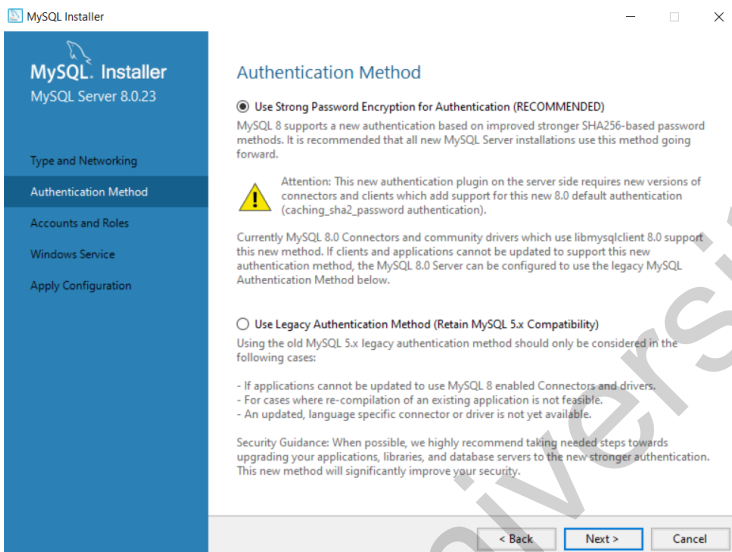 MySQL Installer
MySQL. Installer
MySQL Server 8.0.23
Type and Networking
Authentication Method
Accounts and Roles
Windows Service
Apply Configuration
Authentication Method
Use Strong Password Encryption for Authentication (RECOMMENDED)
MySQL 8 supports a new authentication based on improved stronger SHA256-based password
methods. It is recommended that all new MySQL Server installations use this method going
forward.
Attention: This new authentication plugin on the server side requires new versions of
connectors and clients which add support for this new 8.0 default authentication
(caching_sha2_password authentication).
Currently MySQL 8.0 Connectors and community drivers which use libmysqlclient 8.0 support
this new method. If clients and applications cannot be updated to support this new
authentication method, the MySQL 8.0 Server can be configured to use the legacy MySQL
Authentication Method below.
Use Legacy Authentication Method (Retain MySQL 5.x Compatibility)
Using the old MySQL 5.x legacy authentication method should only be considered in the
following cases:
- If applications cannot be updated to use MySQL 8 enabled Connectors and drivers.
- For cases where re-compilation of an existing application is not feasible.
- An updated, language specific connector or driver is not yet available.
Security Guidance: When possible, we highly recommend taking needed steps towards
upgrading your applications, libraries, and database servers to the new stronger authentication.
This new method will significantly improve your security.
< Back
Next >
Cancel